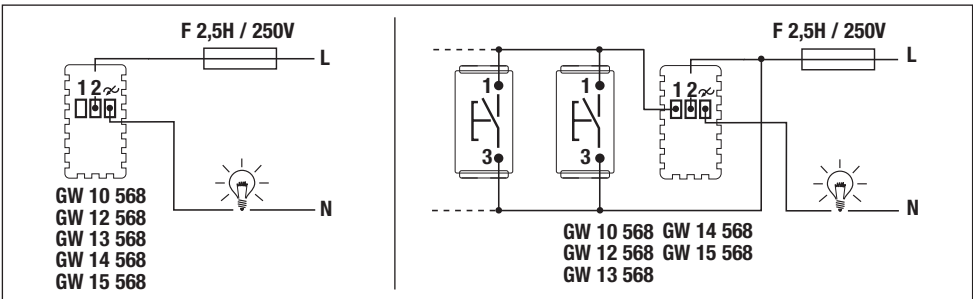 F 2,5H / 250V
L
1 2
N
GW 10 568
GW 12 568
GW 13 568
GW 14 568
GW 15 568
F 2,5H / 250V
L
1
3
1
3
1 2
N
GW 10 568 GW 14 568
GW 12 568 GW 15 568
GW 13 568